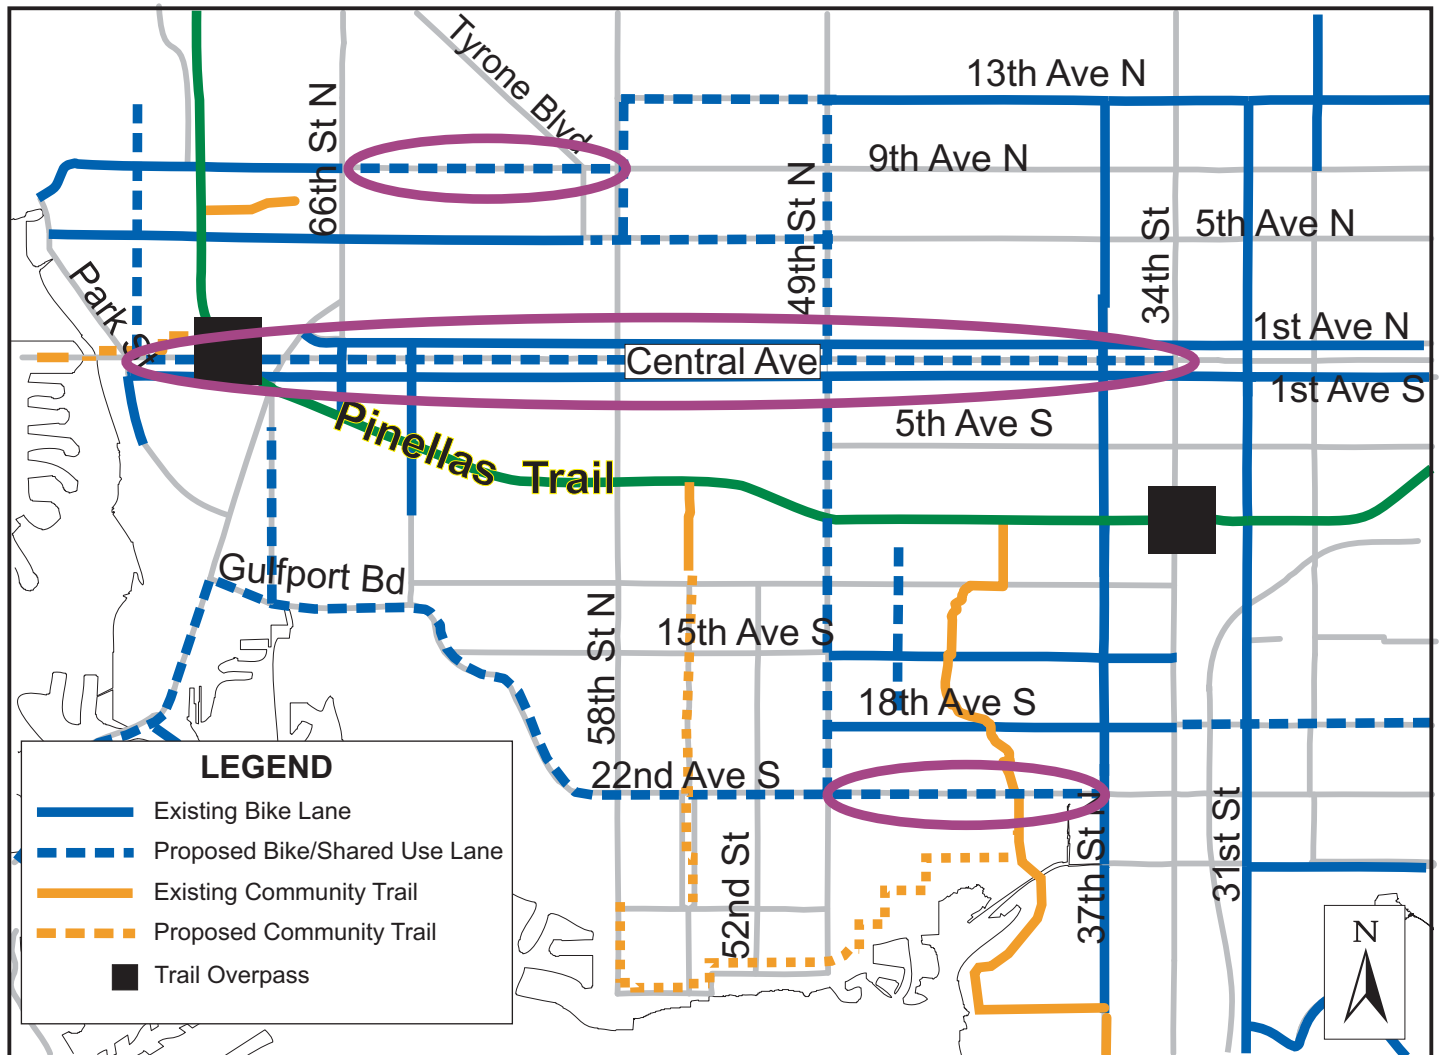 Tyrone Blvd
13th Ave N
66th St N
9th Ave N
49th St N
34th St
5th Ave N
Park St
1st Ave N
Central Ave
1st Ave S
5th Ave S
Pinellas Trail
Gulfport Bd
58th St N
15th Ave S
18th Ave S
22nd Ave S
52nd St
37th St N
31st St
LEGEND
Existing Bike Lane
Proposed Bike/Shared Use Lane
Existing Community Trail
Proposed Community Trail
Trail Overpass
N